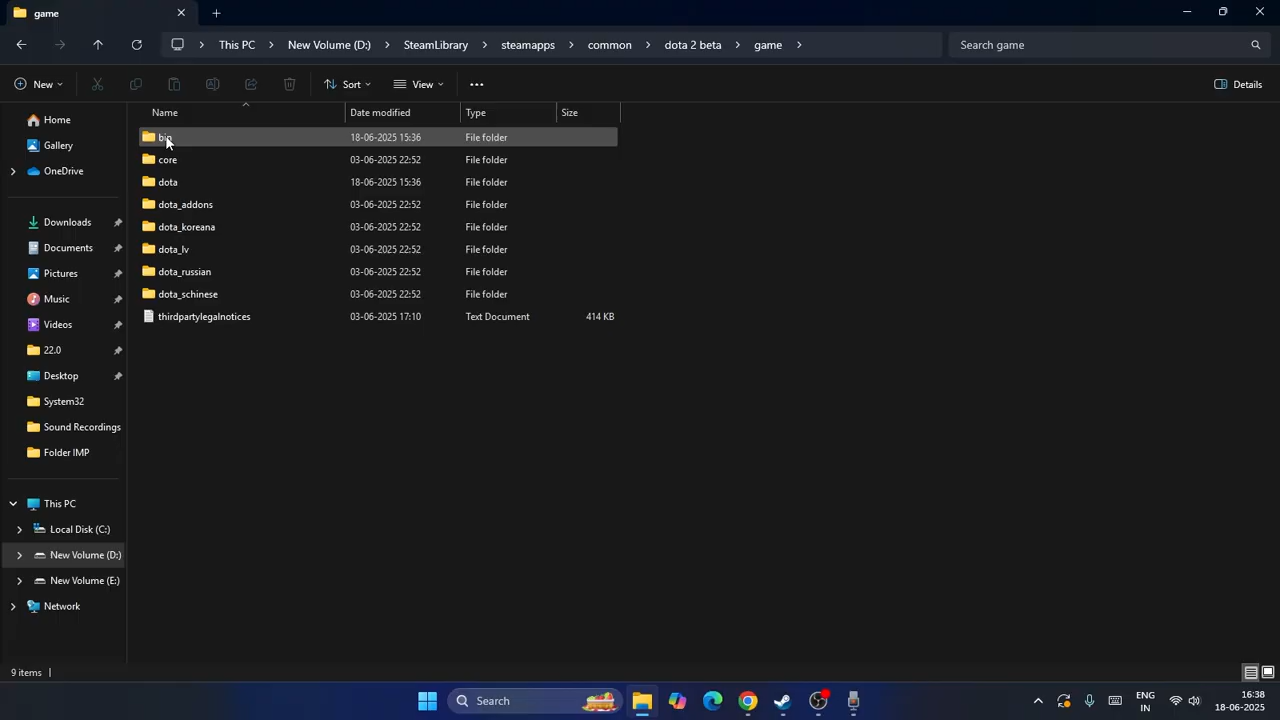 game
This PC
New Volume (D:)
SteamLibrary
steamapps
common
dota 2 beta
game
Search game
New
Sort
View
Details
Name
Date modified
Type
Size
Home
Gallery
OneDrive
Downloads
Documents
Pictures
Music
Videos
22.0
Desktop
System32
Sound Recordings
Folder IMP
This PC
Local Disk (C:)
New Volume (D:)
New Volume (E:)
Network
bin 18-06-2025 15:36 File folder
core 03-06-2025 22:52 File folder
dota 18-06-2025 15:36 File folder
dota_addons 03-06-2025 22:52 File folder
dota_koreana 03-06-2025 22:52 File folder
dota_lv 03-06-2025 22:52 File folder
dota_russian 03-06-2025 22:52 File folder
dota_schinese 03-06-2025 22:52 File folder
thirdpartylegalnotices 03-06-2025 17:10 Text Document 414 KB
9 items
Search
ENG
IN
16:38
18-06-2025